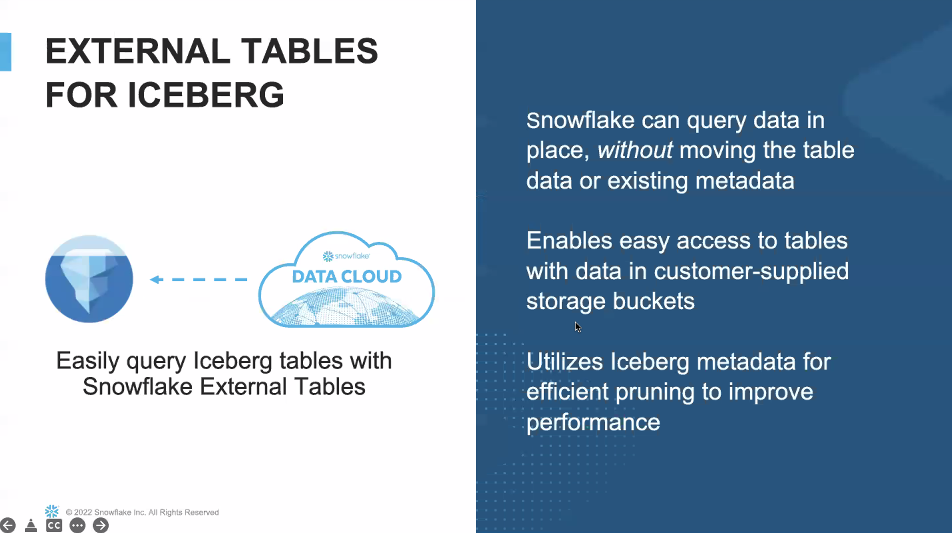 EXTERNAL TABLES
FOR ICEBERG
snowflake
DATA CLOUD
Easily query Iceberg tables with
Snowflake External Tables
Snowflake can query data in
place, without moving the table
data or existing metadata
Enables easy access to tables
with data in customer-supplied
storage buckets
Utilizes Iceberg metadata for
efficient pruning to improve
performance
© 2022 Snowflake Inc. All Rights Reserved
CC